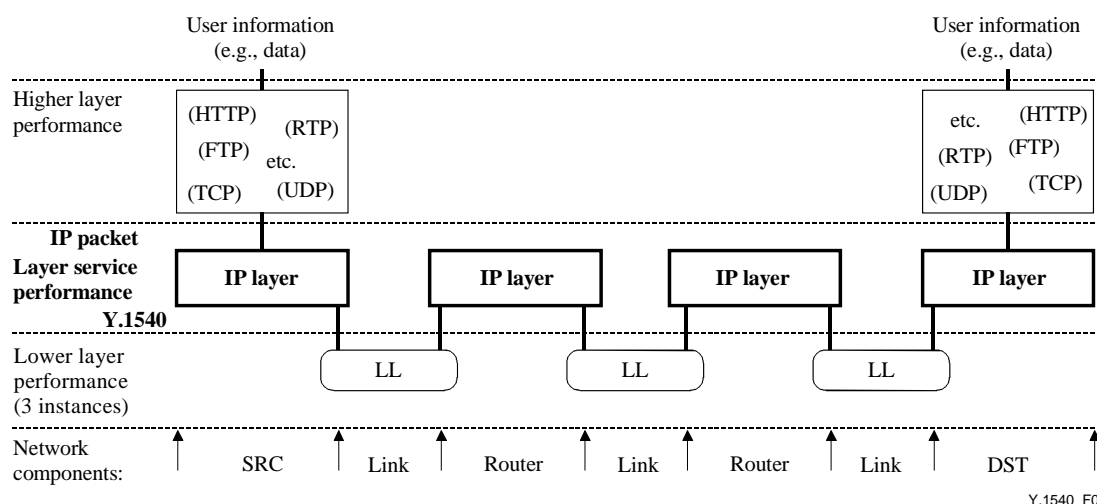 User information
(e.g., data)
User information
(e.g., data)
Higher layer
performance
(HTTP)
(RTP)
(FTP)
etc.
(TCP)
(UDP)
etc.
(HTTP)
(RTP)
(FTP)
(UDP)
(TCP)
IP packet
Layer service
performance
Y.1540
IP layer
IP layer
IP layer
IP layer
Lower layer
performance
(3 instances)
LL
LL
LL
Network
components:
SRC
Link
Router
Link
Router
Link
DST